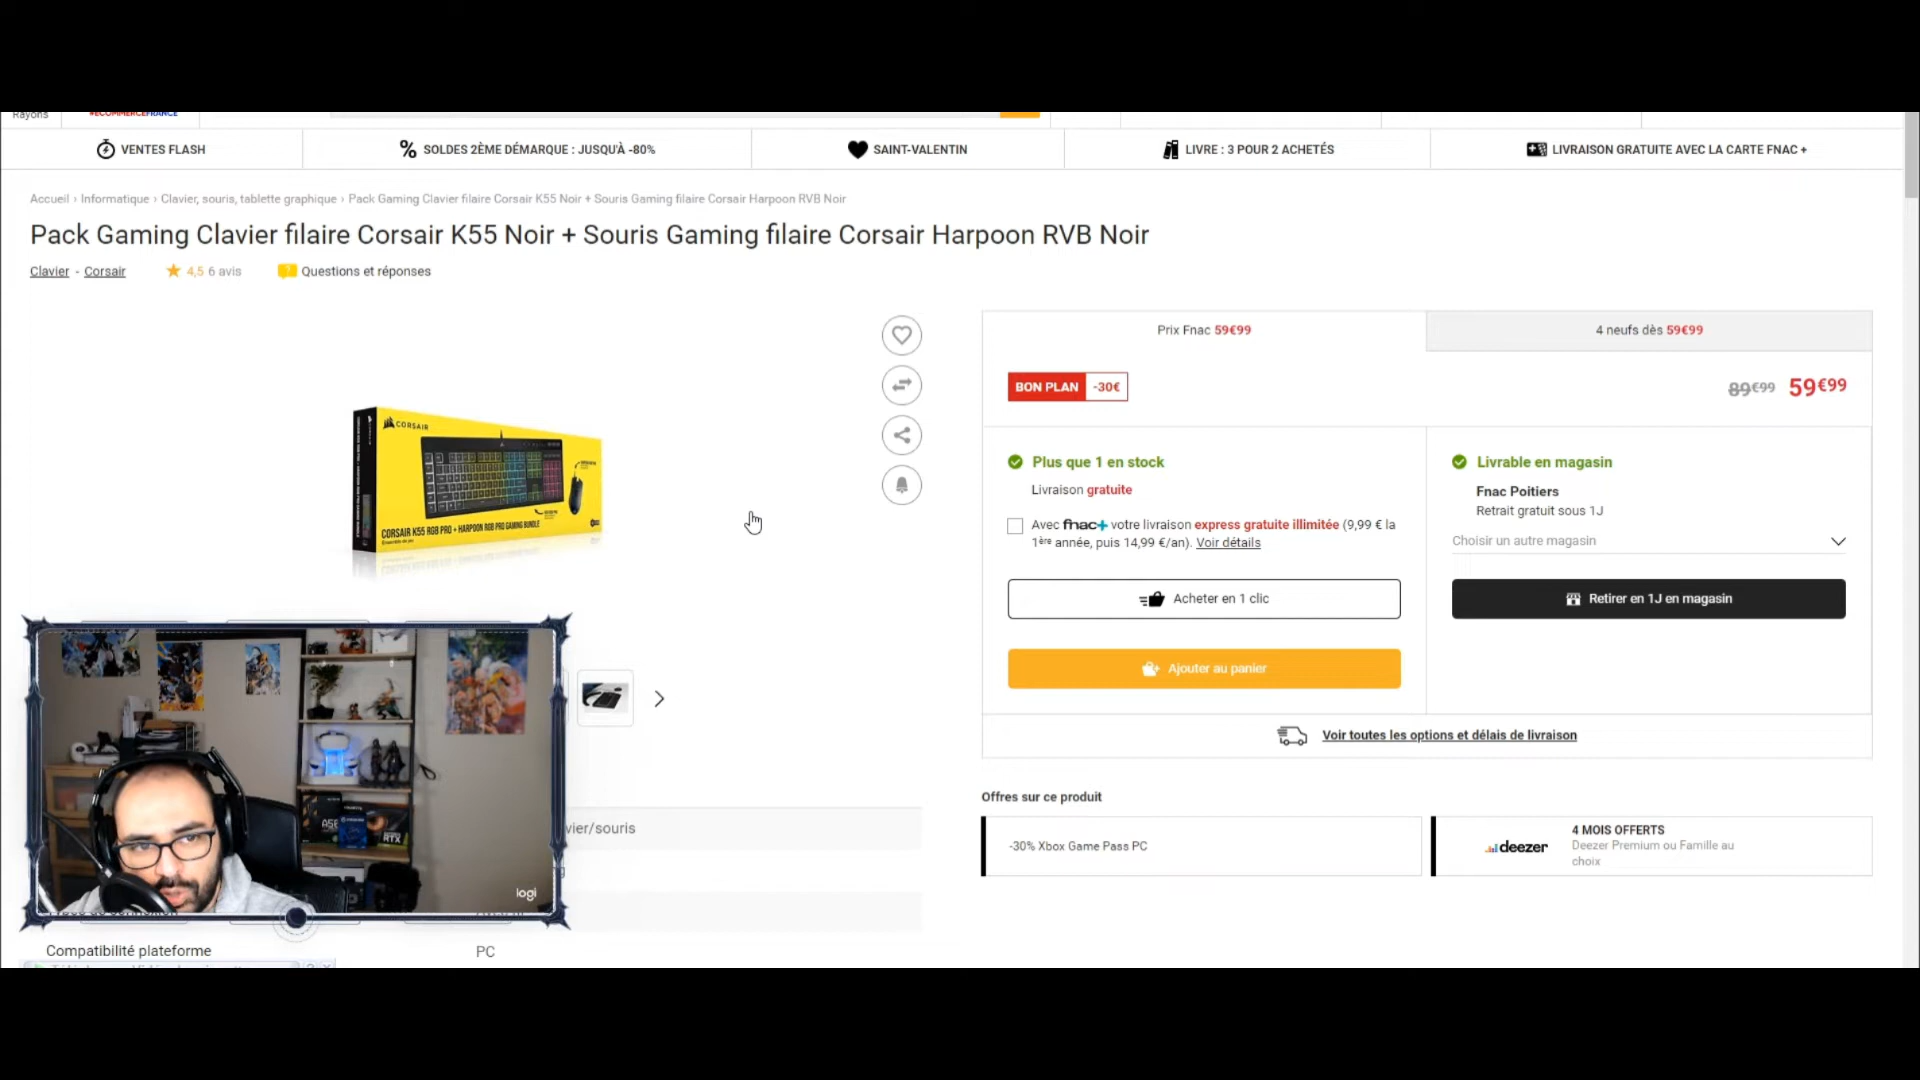 Rayons
#ECOMMERCEFRANCE
VENTES FLASH
SOLDES 2ÈME DÉMARQUE : JUSQU'À -80%
SAINT-VALENTIN
LIVRE : 3 POUR 2 ACHETÉS
LIVRAISON GRATUITE AVEC LA CARTE FNAC +
Accueil › Informatique › Clavier, souris, tablette graphique › Pack Gaming Clavier filaire Corsair K55 Noir + Souris Gaming filaire Corsair Harpoon RVB Noir
Pack Gaming Clavier filaire Corsair K55 Noir + Souris Gaming filaire Corsair Harpoon RVB Noir
Clavier - Corsair
4,5 6 avis
Questions et réponses
CORSAIR
CORSAIR K55 RGB PRO + HARPOON RGB PRO GAMING BUNDLE
Prix Fnac 59€99
4 neufs dès 59€99
BON PLAN -30€
89€99 59€99
Plus que 1 en stock
Livraison gratuite
Avec fnac+ votre livraison express gratuite illimitée (9,99 € la
1ère année, puis 14,99 €/an). Voir détails
Acheter en 1 clic
Ajouter au panier
Livrable en magasin
Fnac Poitiers
Retrait gratuit sous 1J
Choisir un autre magasin
Retirer en 1J en magasin
Voir toutes les options et délais de livraison
Offres sur ce produit
-30% Xbox Game Pass PC
deezer
4 MOIS OFFERTS
Deezer Premium ou Famille au
choix
vier/souris
RTX
logi
Compatibilité plateforme
PC